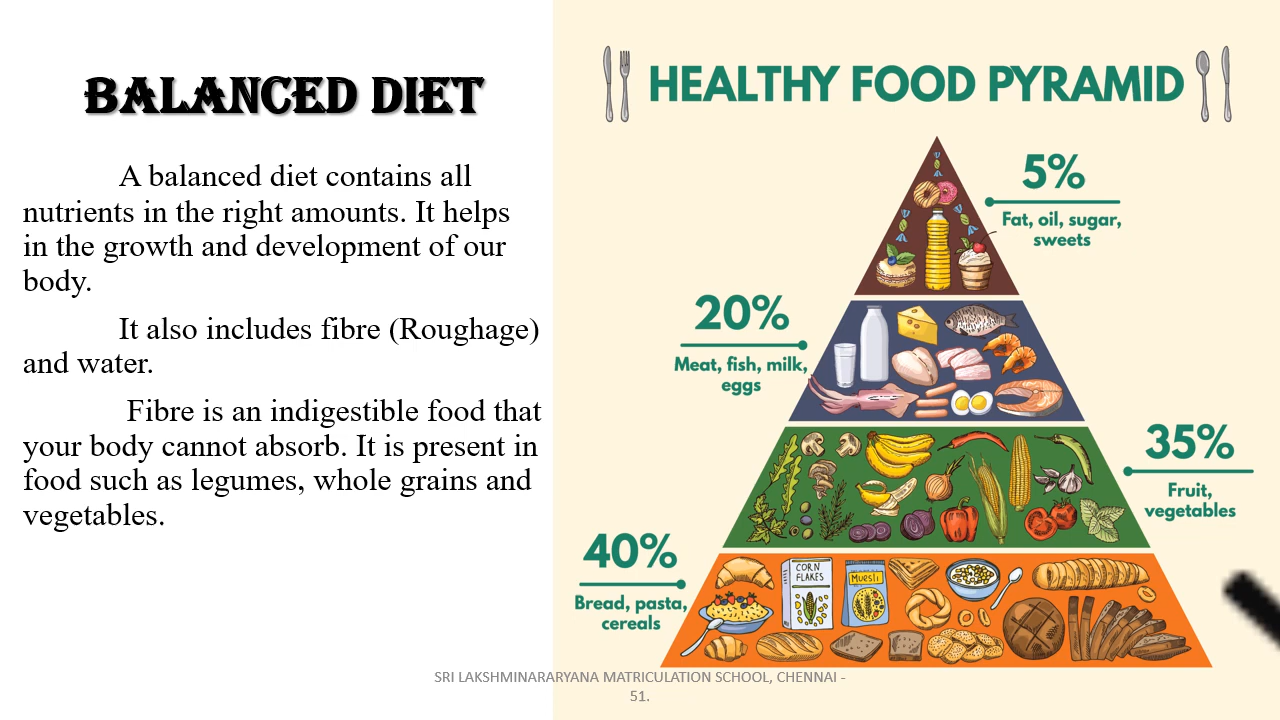 BALANCED DIET
A balanced diet contains all
nutrients in the right amounts. It helps
in the growth and development of our
body.
It also includes fibre (Roughage)
and water.
Fibre is an indigestible food that
your body cannot absorb. It is present in
food such as legumes, whole grains and
vegetables.
HEALTHY FOOD PYRAMID
5%
Fat, oil, sugar,
sweets
20%
Meat, fish, milk,
eggs
35%
Fruit,
vegetables
40%
Bread, pasta,
cereals
CORN
FLAKES
MUESLI
SRI LAKSHMINARARYANA MATRICULATION SCHOOL, CHENNAI -
51.